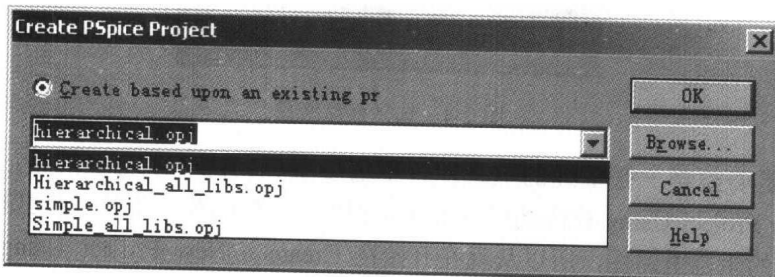 Create PSpice Project
Create based upon an existing pr
OK
hierarchical.opj
Browse...
hierarchical.opj
Hierarchical_all_libs.opj
simple.opj
Simple_all_libs.opj
Cancel
Help